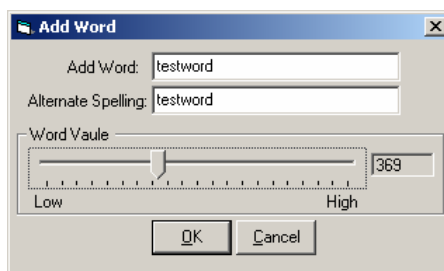 Add Word
Add Word: testword
Alternate Spelling: testword
Word Vaule
369
Low High
OK Cancel